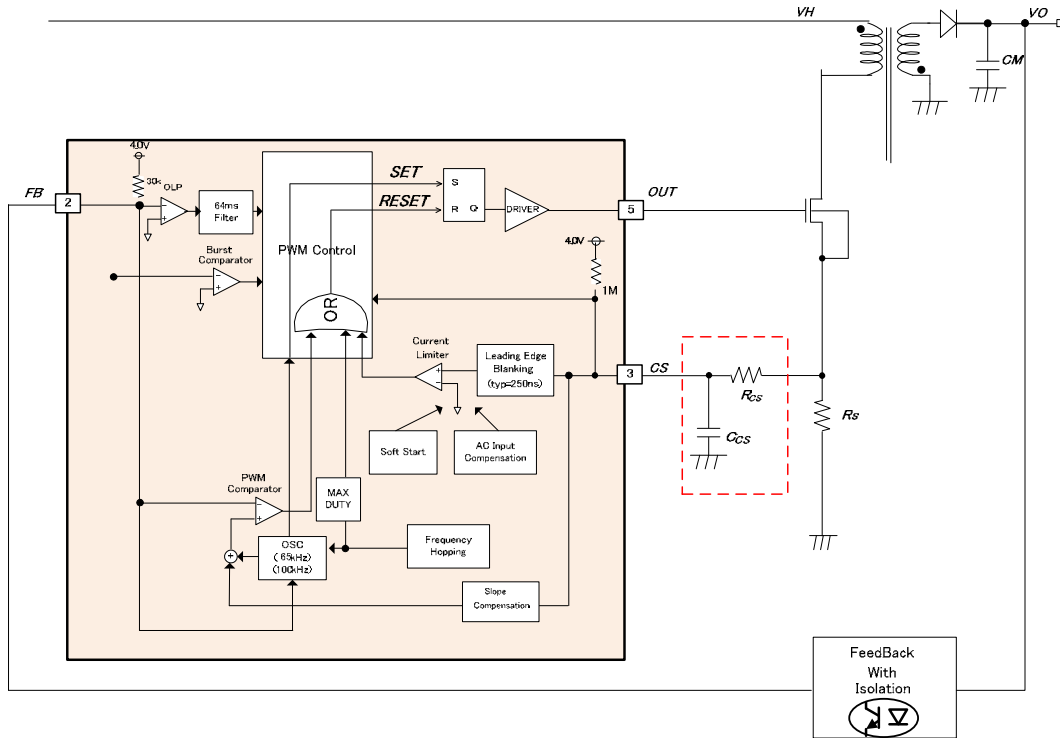 VH
VO
CM
4.0V
30k
OLP
FB
2
64ms
Filter
SET
RESET
S
R
Q
DRIVER
5
OUT
PWM Control
Burst
Comparator
4.0V
1M
OR
Current
Limiter
Leading Edge
Blanking
(typ=250ns)
3
CS
RCS
CCS
RS
Soft Start
AC Input
Compensation
PWM
Comparator
MAX
DUTY
OSC
(65kHz)
(100kHz)
Frequency
Hopping
Slope
Compensation
FeedBack
With
Isolation